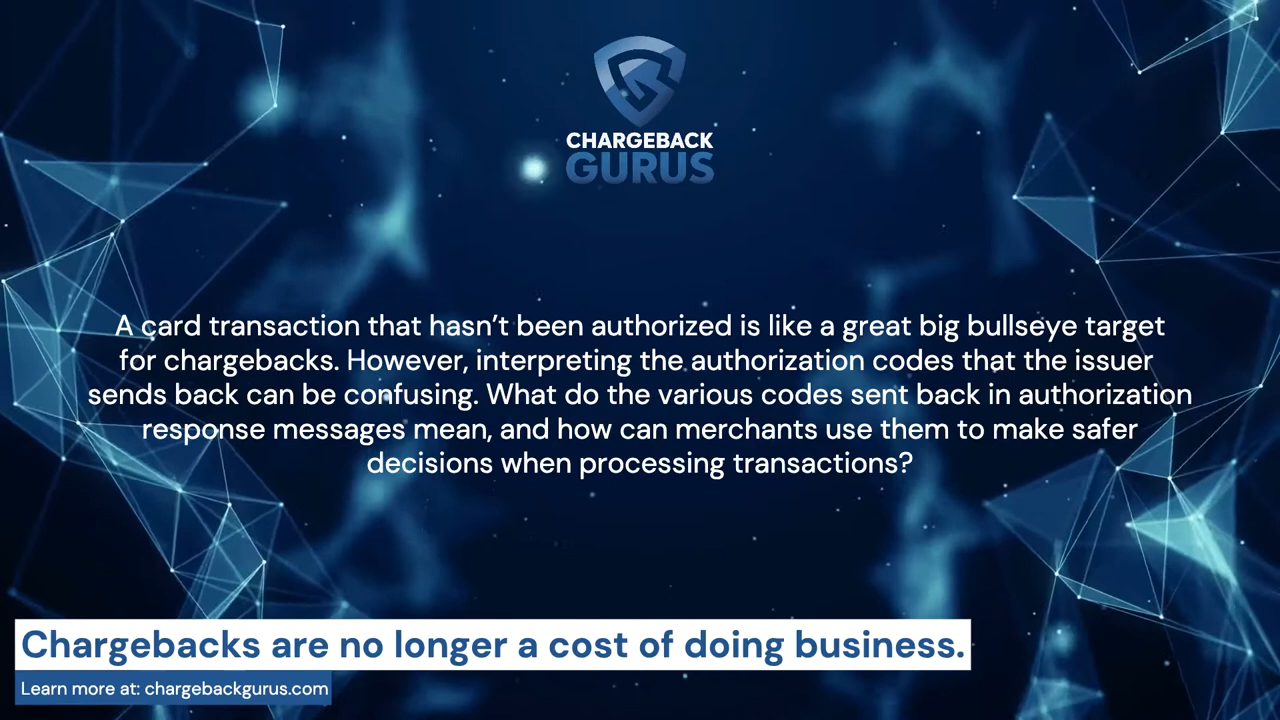 CHARGEBACK
GURUS
A card transaction that hasn’t been authorized is like a great big bullseye target
for chargebacks. However, interpreting the authorization codes that the issuer
sends back can be confusing. What do the various codes sent back in authorization
response messages mean, and how can merchants use them to make safer
decisions when processing transactions?
Chargebacks are no longer a cost of doing business.
Learn more at: chargebackgurus.com